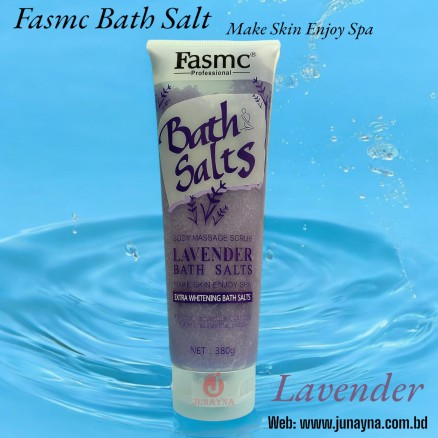 Fasmc Bath Salt
Make Skin Enjoy Spa
Fasmc®
Professional
Bath
Salts
BODY MASSAGE SCRUB
LAVENDER
BATH SALTS
MAKE SKIN ENJOY SPA
EXTRA WHITENING BATH SALTS
NET : 380g
JUNAYNA
Lavender
Web: www.junayna.com.bd